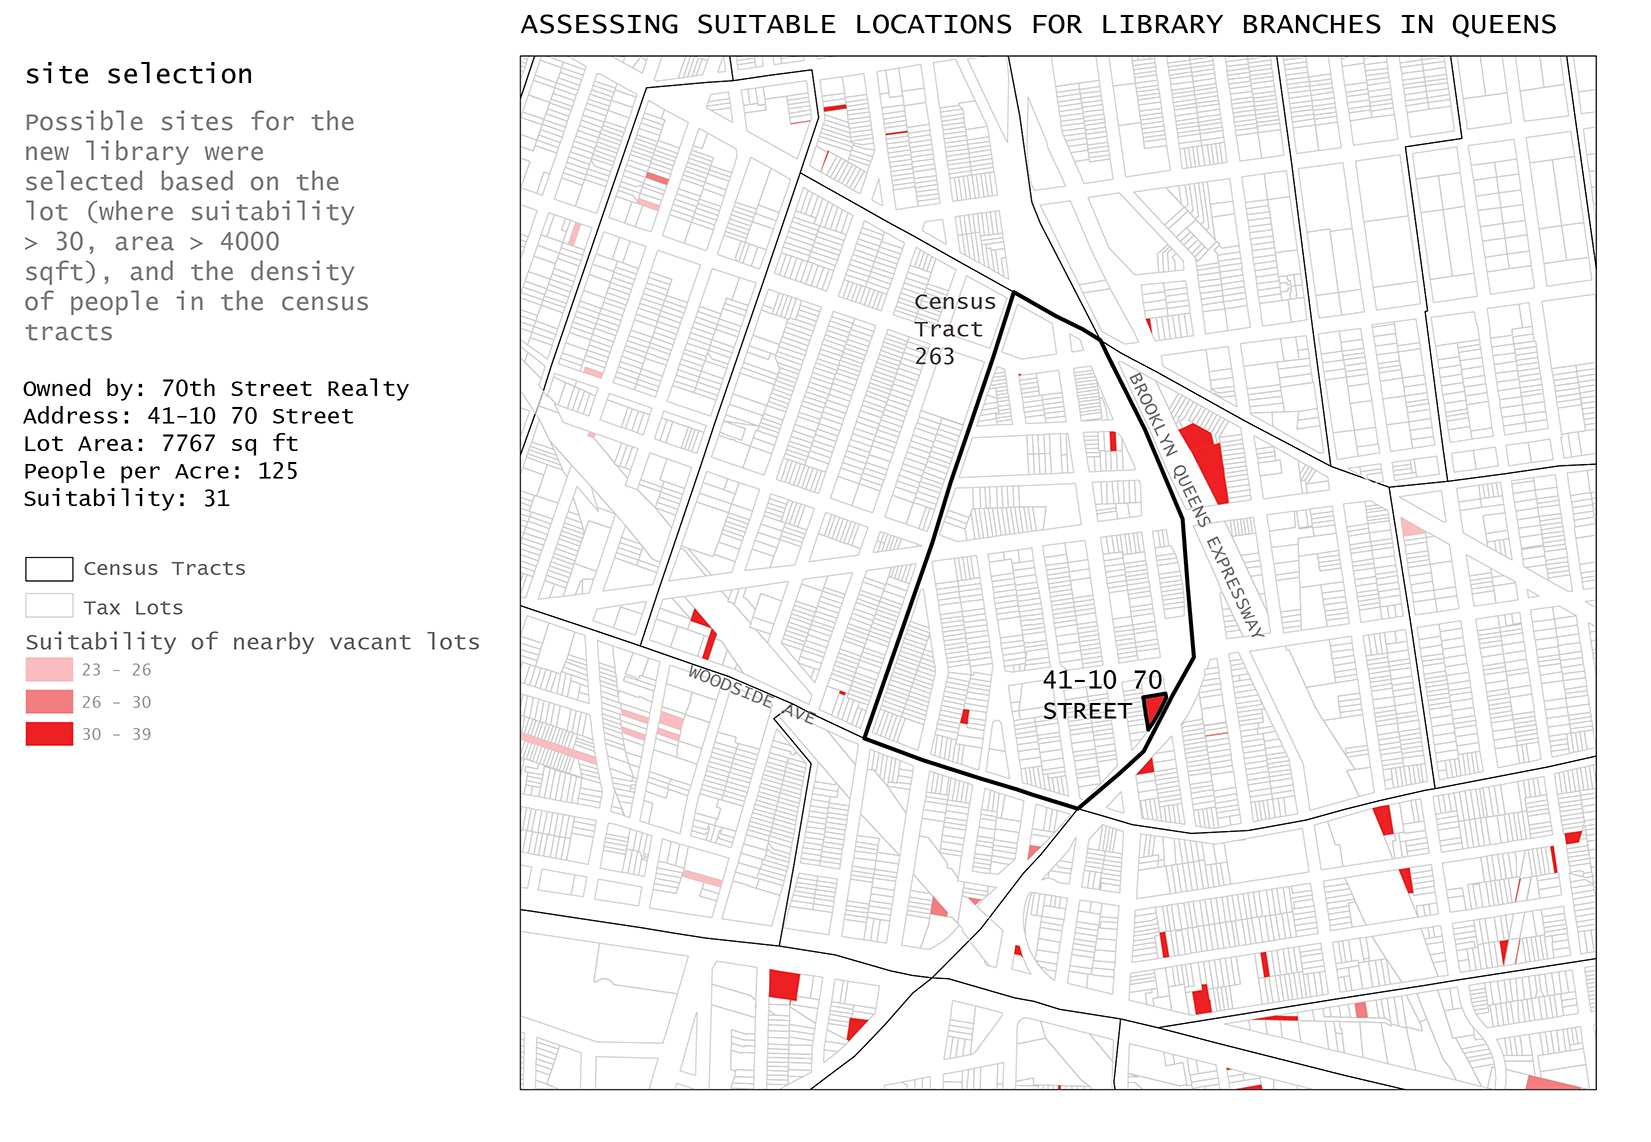 ASSESSING SUITABLE LOCATIONS FOR LIBRARY BRANCHES IN QUEENS
site selection
Possible sites for the
new library were
selected based on the
lot (where suitability
> 30, area > 4000
sqft), and the density
of people in the census
tracts
Owned by: 70th Street Realty
Address: 41-10 70 Street
Lot Area: 7767 sq ft
People per Acre: 125
Suitability: 31
Census Tracts
Tax Lots
Suitability of nearby vacant lots
23 - 26
26 - 30
30 - 39
Census
Tract
263
BROOKLYN QUEENS EXPRESSWAY
41-10 70
STREET
WOODSIDE AVE